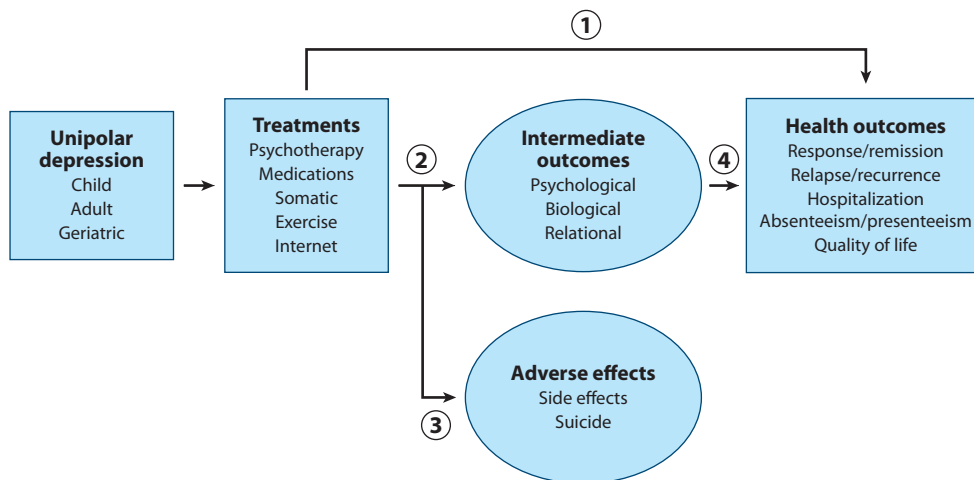 1
Unipolar
depression
Child
Adult
Geriatric
Treatments
Psychotherapy
Medications
Somatic
Exercise
Internet
2
Intermediate
outcomes
Psychological
Biological
Relational
4
Health outcomes
Response/remission
Relapse/recurrence
Hospitalization
Absenteeism/presenteeism
Quality of life
3
Adverse effects
Side effects
Suicide